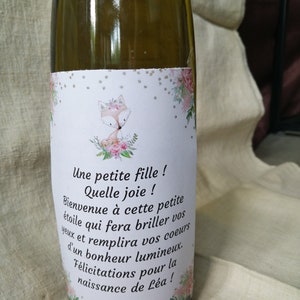 Une petite fille !
Quelle joie !
Bienvenue à cette petite
étoile qui fera briller vos
yeux et remplira vos coeurs
d'un bonheur lumineux.
Félicitations pour la
naissance de Léa !